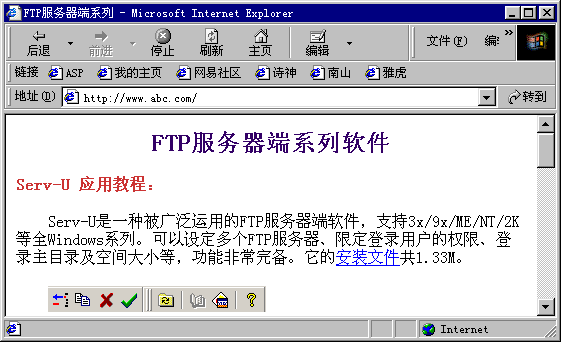 FTP服务器端系列 - Microsoft Internet Explorer
后退 前进 停止 刷新 主页 编辑 文件(F) 编辑 »
链接 ASP 我的主页 网易社区 诗神 南山 雅虎
地址(D) http://www.abc.com/ 转到
FTP服务器端系列软件
Serv-U 应用教程：
Serv-U是一种被广泛运用的FTP服务器端软件，支持3x/9x/ME/NT/2K
等全Windows系列。可以设定多个FTP服务器、限定登录用户的权限、登
录主目录及空间大小等，功能非常完备。它的安装文件共1.33M。
Internet